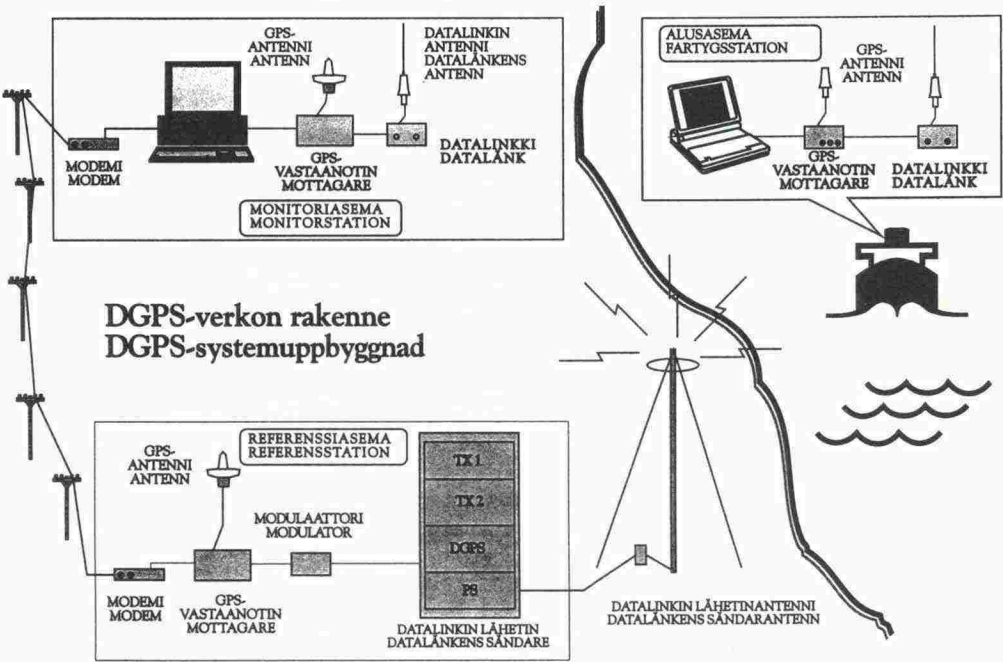 GPS-
ANTENNI
ANTENN
DATALINKIN
ANTENNI
DATALÄNKENS
ANTENN
MODEMI
MODEM
GPS-
VASTAANOTIN
MOTTAGARE
DATALINKKI
DATALÄNK
MONITORIASEMA
MONITORSTATION
ALUSASEMA
FARTYGSSTATION
GPS-
ANTENNI
ANTENN
GPS-
VASTAANOTIN
MOTTAGARE
DATALINKKI
DATALÄNK
DGPS-verkon rakenne
DGPS-systemuppbyggnad
REFERENSSIASEMA
REFERENSSTATION
GPS-
ANTENNI
ANTENN
MODULAATTORI
MODULATOR
TX 1
TX 2
DGPS
PS
MODEMI
MODEM
GPS-
VASTAANOTIN
MOTTAGARE
DATALINKIN LÄHETIN
DATALÄNKENS SÄNDARE
DATALINKIN LÄHETINANTENNI
DATALÄNKENS SÄNDARANTENN